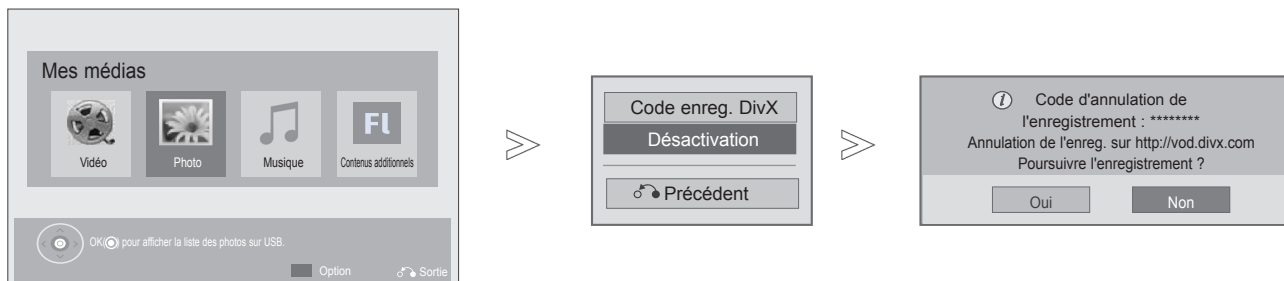 Mes médias
Vidéo
Photo
Musique
FL
Contenus additionnels
OK(◉) pour afficher la liste des photos sur USB.
Option
Sortie
Code enreg. DivX
Désactivation
Précédent
i Code d'annulation de
l'enregistrement : ********
Annulation de l'enreg. sur http://vod.divx.com
Poursuivre l'enregistrement ?
Oui
Non